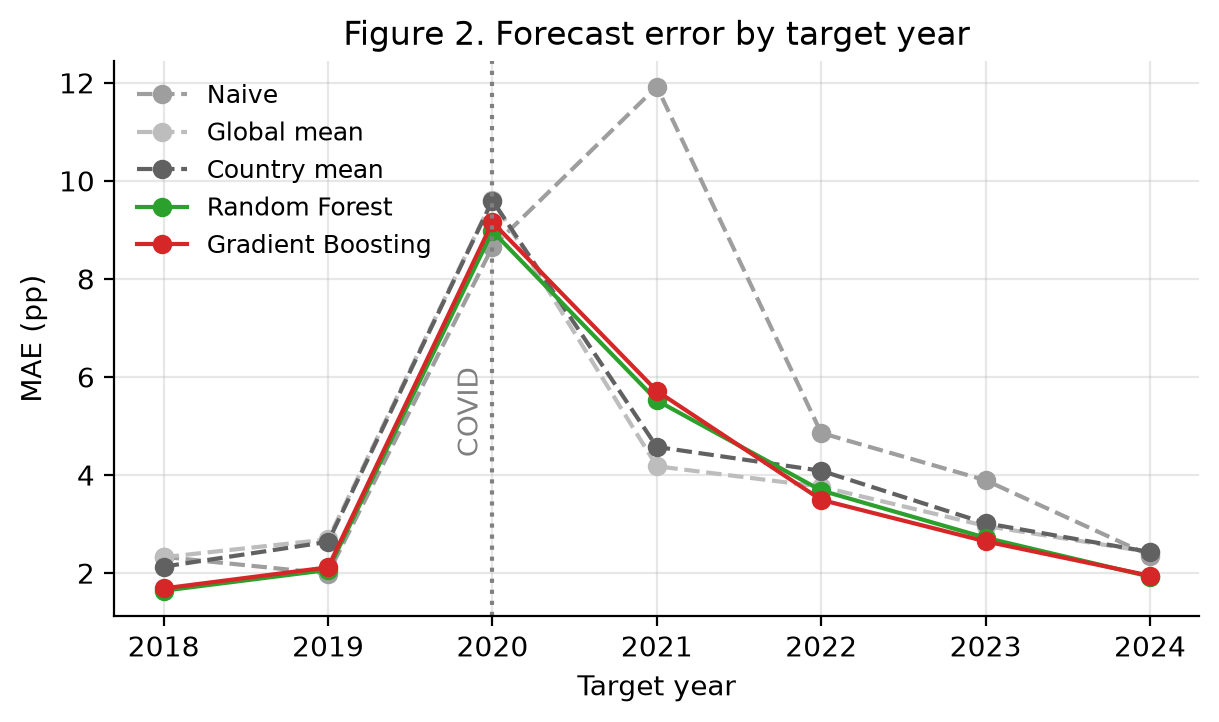 Figure 2. Forecast error by target year
12
10
8
6
4
2
MAE (pp)
Naive
Global mean
Country mean
Random Forest
Gradient Boosting
COVID
2018 2019 2020 2021 2022 2023 2024
Target year